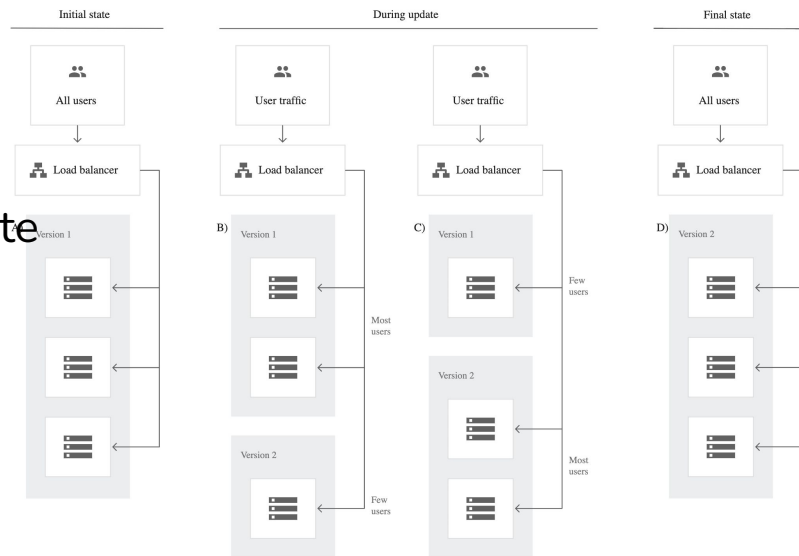 Initial state
During update
Final state
All users
User traffic
User traffic
All users
Load balancer
Load balancer
Load balancer
Load balancer
te
Version 1
B)
Version 1
C)
Version 1
D)
Version 2
Few
users
Most
users
Version 2
Version 2
Most
users
Few
users